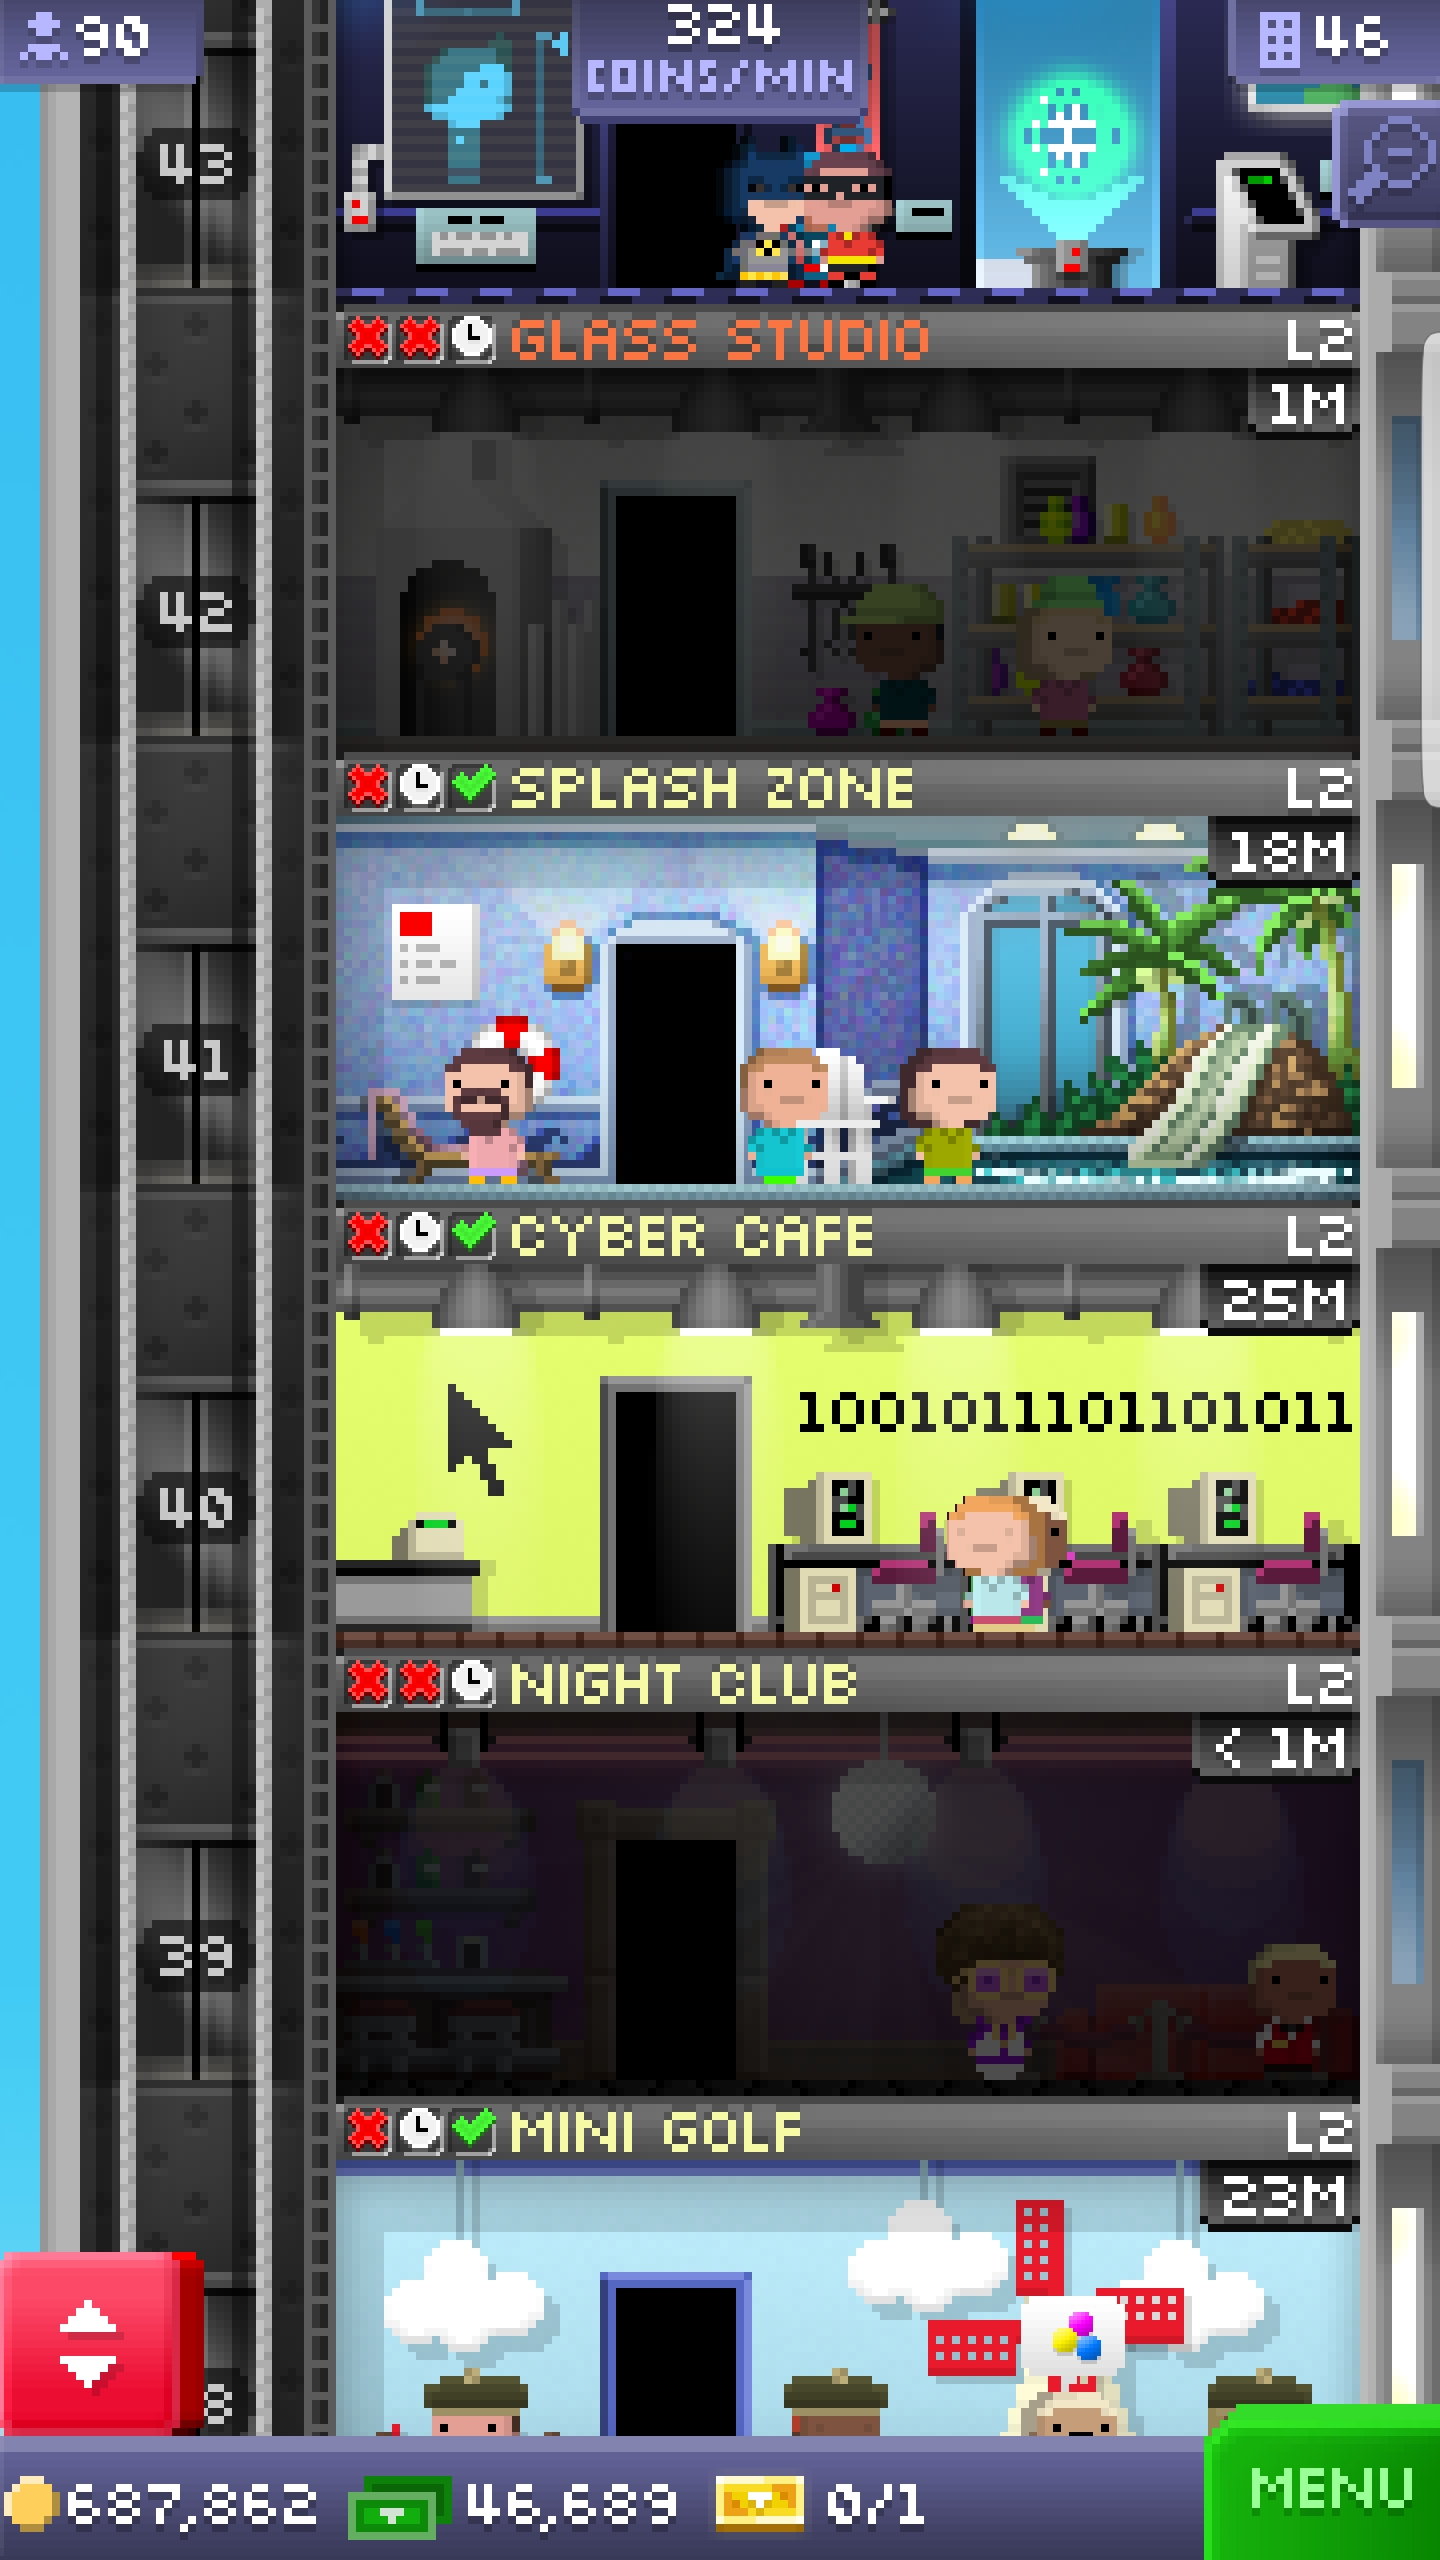 90
324
COINS/MIN
46
43
GLASS STUDIO L2
1M
42
SPLASH ZONE L2
18M
41
CYBER CAFE L2
25M
1001011101101011
40
NIGHT CLUB L2
< 1M
39
MINI GOLF L2
23M
8
687,862 46,689 0/1
MENU